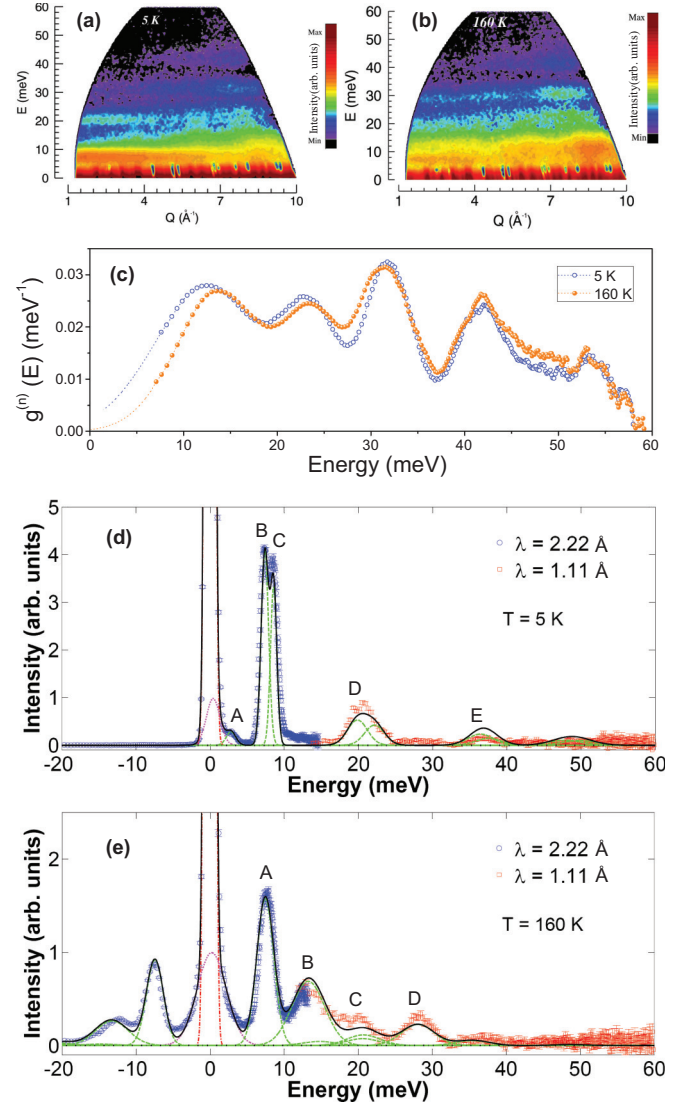 (a) 5 K
60
50
40
30
20
10
0
E (meV)
1 4 7 10
Q (Å⁻¹)
Max
Intensity(arb. units)
Min
(b) 160 K
60
50
40
30
20
10
0
E (meV)
1 4 7 10
Q (Å⁻¹)
Max
Intensity(arb. units)
Min
(c)
5 K
160 K
0.03
0.02
0.01
0.00
g⁽ⁿ⁾ (E) (meV⁻¹)
0 10 20 30 40 50 60
Energy (meV)
(d)
B
C
A
D
E
λ = 2.22 Å
λ = 1.11 Å
T = 5 K
5
4
3
2
1
0
Intensity (arb. units)
-20 -10 0 10 20 30 40 50 60
Energy (meV)
(e)
A
B
C
D
λ = 2.22 Å
λ = 1.11 Å
T = 160 K
2
1
0
Intensity (arb. units)
-20 -10 0 10 20 30 40 50 60
Energy (meV)